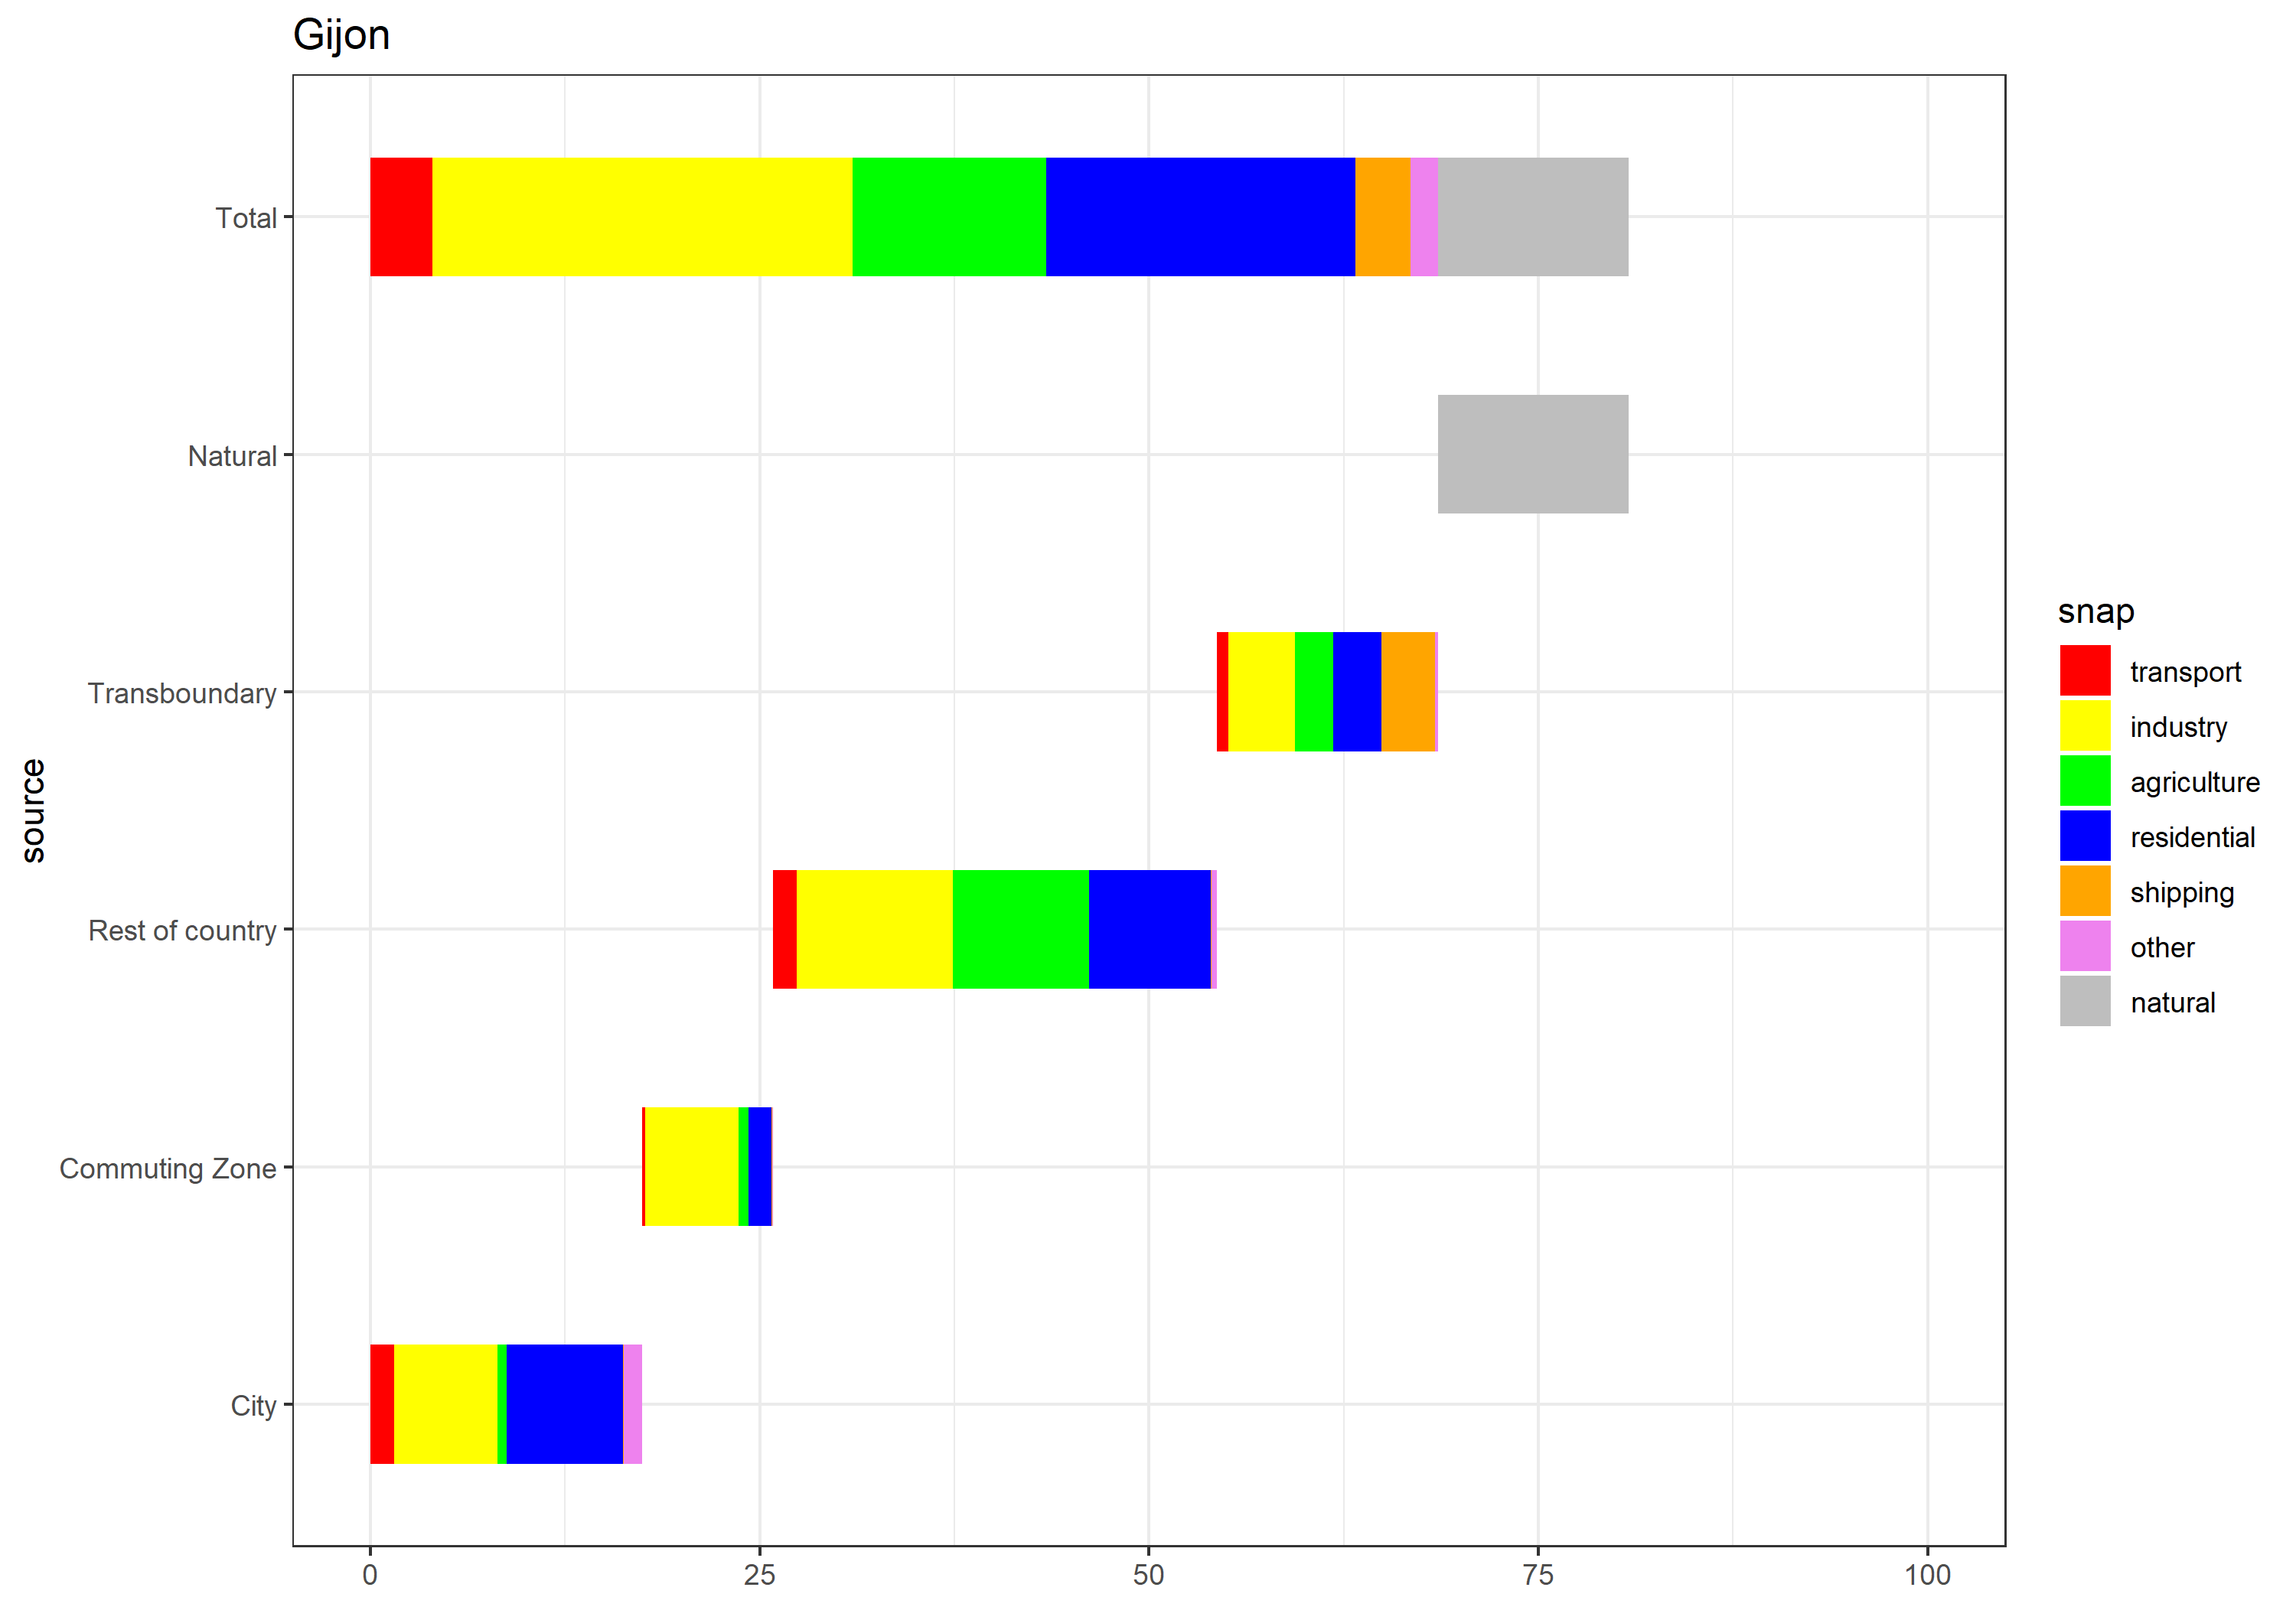 Gijon
Total
Natural
Transboundary
Rest of country
Commuting Zone
City
source
0 25 50 75 100
snap
transport
industry
agriculture
residential
shipping
other
natural